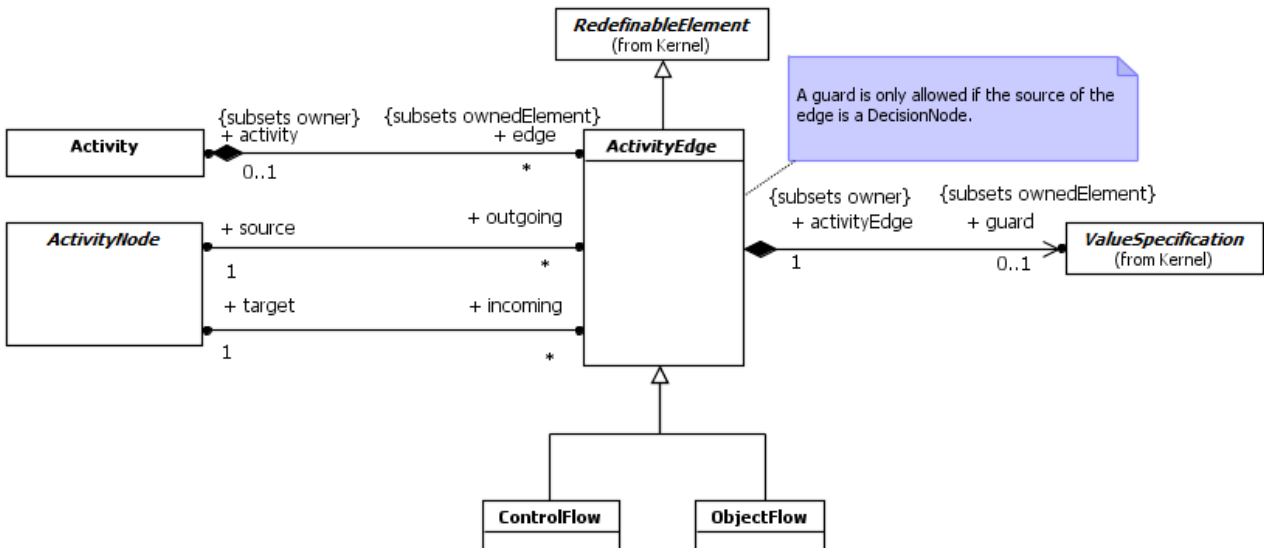 RedefinableElement
(from Kernel)
A guard is only allowed if the source of the
edge is a DecisionNode.
{subsets owner} {subsets ownedElement}
+ activity + edge
Activity
ActivityEdge
0..1 *
{subsets owner} {subsets ownedElement}
+ source + outgoing
+ activityEdge + guard
ActivityNode
ValueSpecification
(from Kernel)
1 *
1 0..1
+ target + incoming
1 *
ControlFlow ObjectFlow